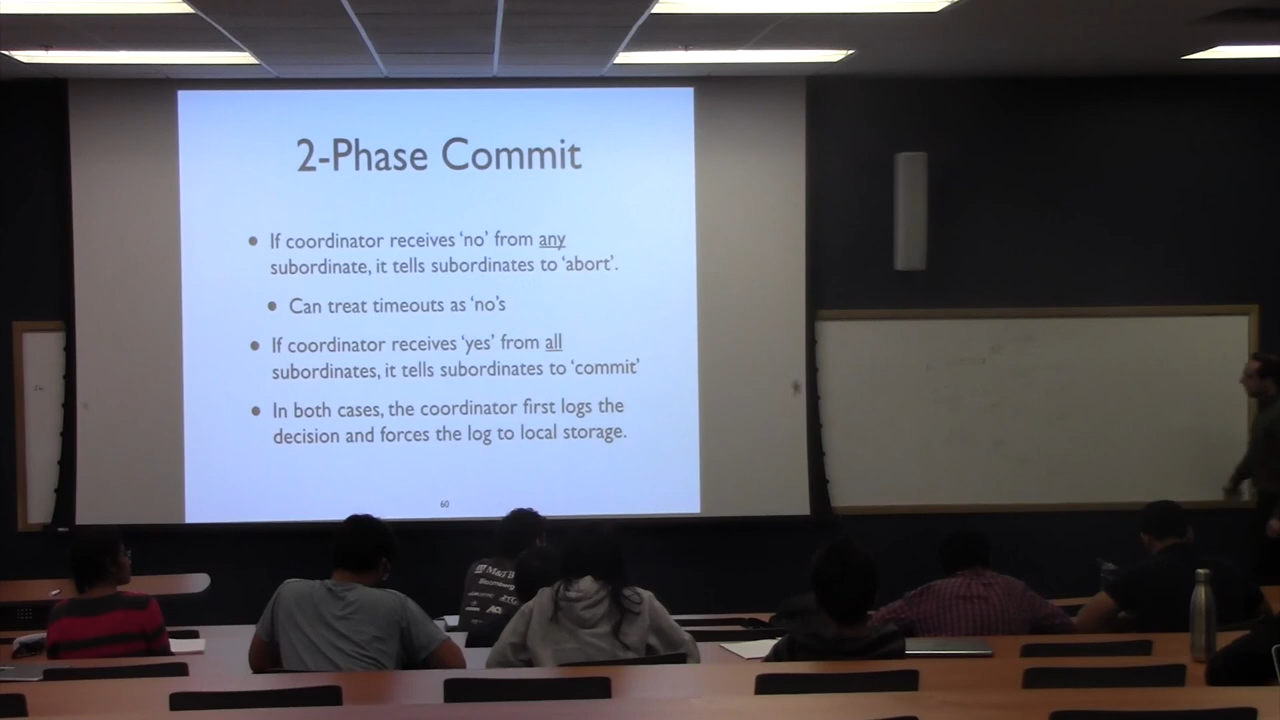 2-Phase Commit
• If coordinator receives ‘no’ from any
subordinate, it tells subordinates to ‘abort’.
• Can treat timeouts as ‘no’s
• If coordinator receives ‘yes’ from all
subordinates, it tells subordinates to ‘commit’
• In both cases, the coordinator first logs the
decision and forces the log to local storage.
60
M&T B
Bloomberg